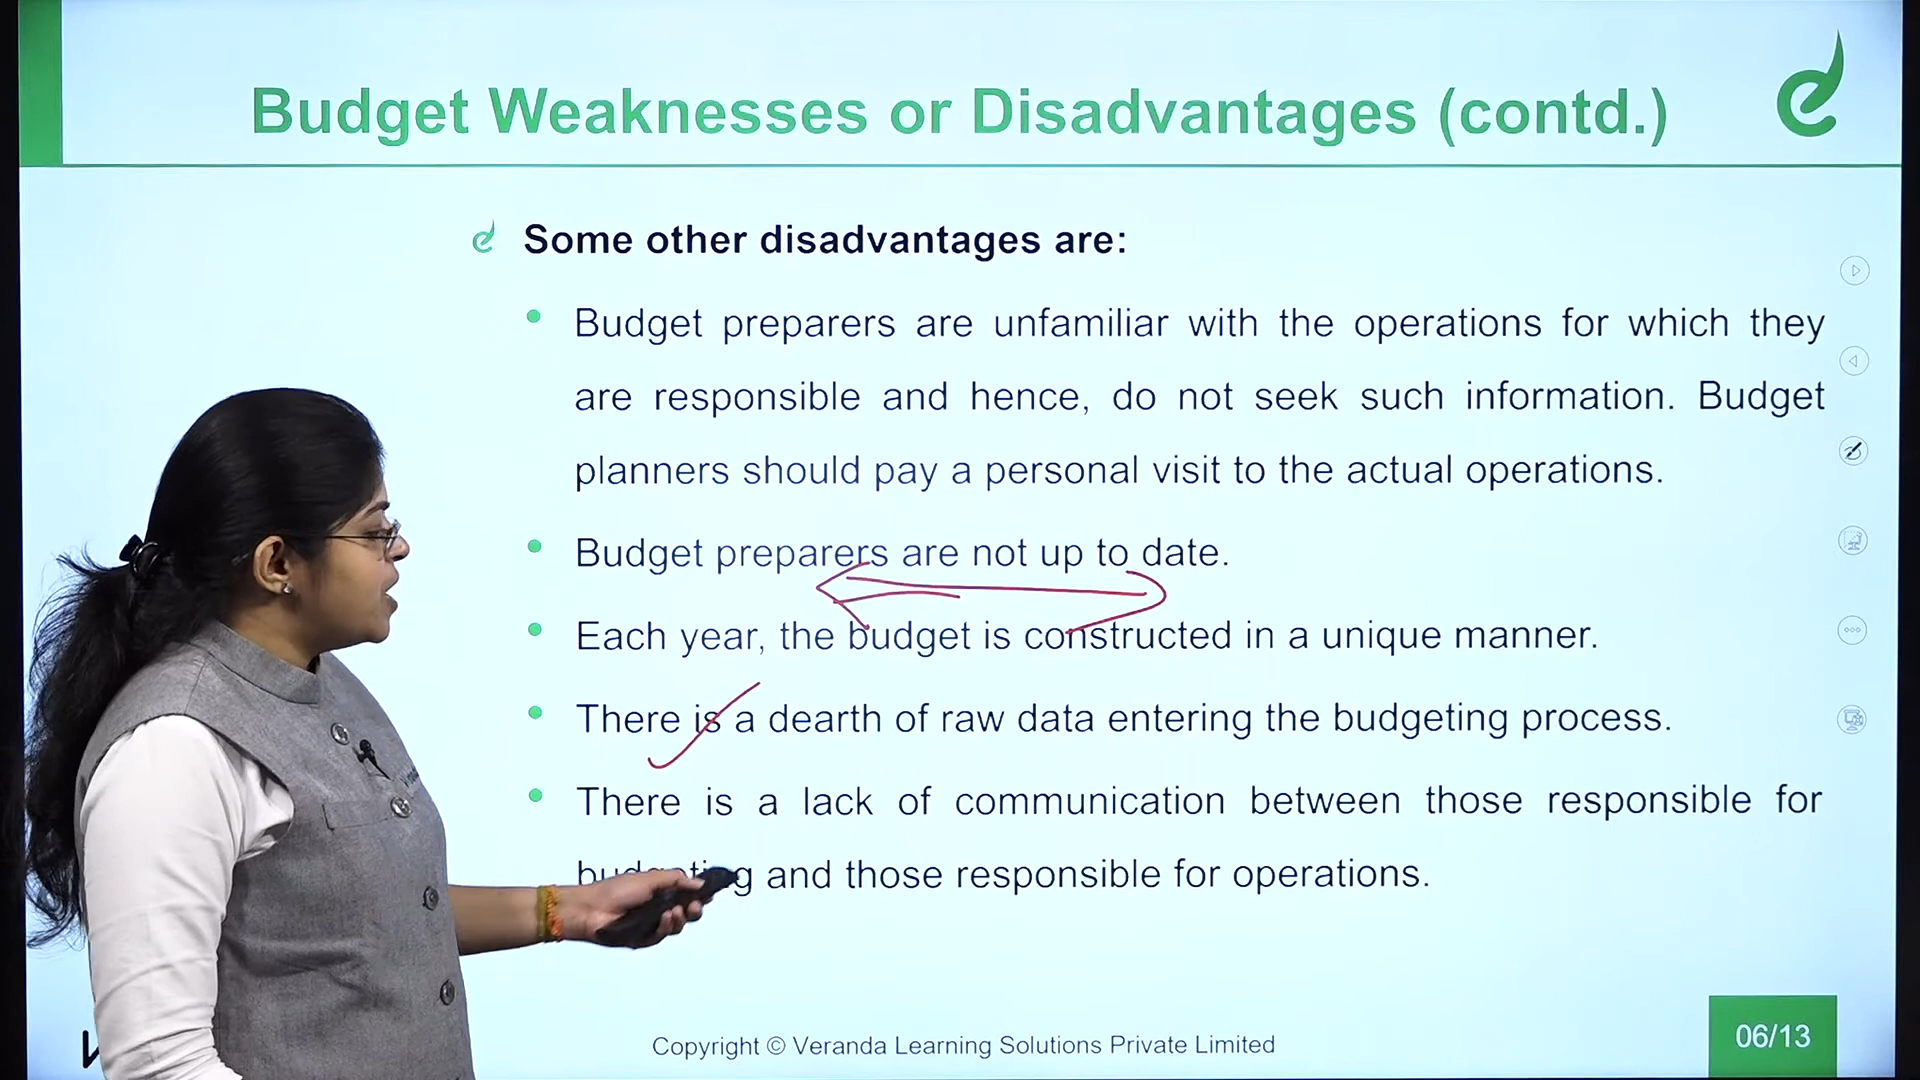 Budget Weaknesses or Disadvantages (contd.)
Some other disadvantages are:
Budget preparers are unfamiliar with the operations for which they
are responsible and hence, do not seek such information. Budget
planners should pay a personal visit to the actual operations.
Budget preparers are not up to date.
Each year, the budget is constructed in a unique manner.
There is a dearth of raw data entering the budgeting process.
There is a lack of communication between those responsible for
budgeting and those responsible for operations.
Copyright © Veranda Learning Solutions Private Limited
06/13